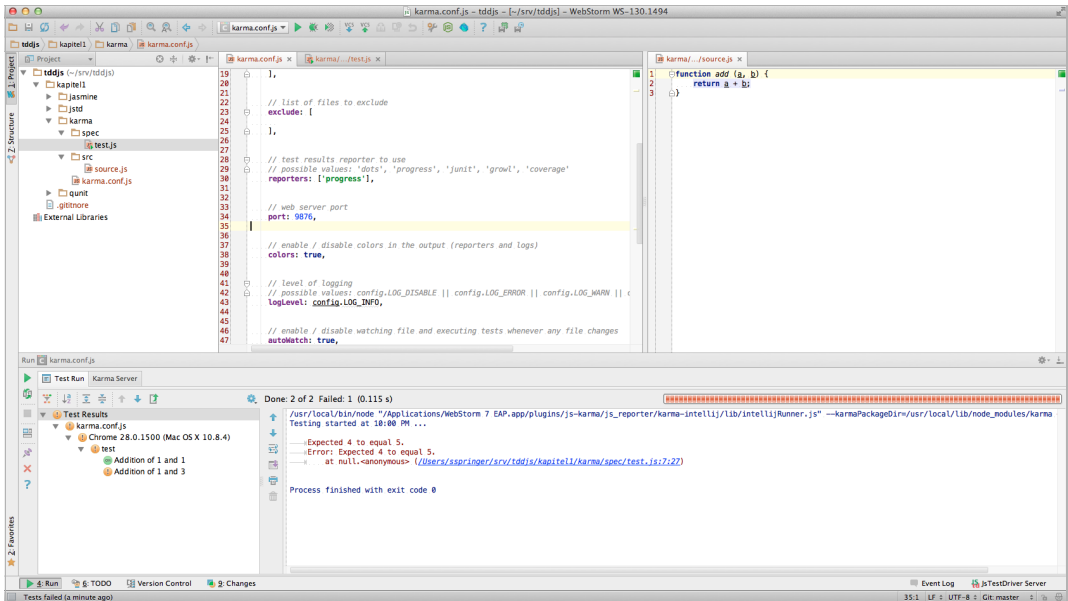 karma.conf.js - tddjs - [~/srv/tddjs] - WebStorm WS-130.1494
karma.conf.js
tddjs kapitel1 karma karma.conf.js
1: Project
Z: Structure
2: Favorites
Project
tddjs (~/srv/tddjs)
kapitel1
jasmine
jstd
karma
spec
test.js
src
source.js
karma.conf.js
qunit
.gititnore
External Libraries
karma.conf.js × karma/.../test.js ×
19 ],
20
21
22 // list of files to exclude
23 exclude: [
24
25 ],
26
27
28 // test results reporter to use
29 // possible values: 'dots', 'progress', 'junit', 'growl', 'coverage'
30 reporters: ['progress'],
31
32
33 // web server port
34 port: 9876,
35
36
37 // enable / disable colors in the output (reporters and logs)
38 colors: true,
39
40
41 // level of logging
42 // possible values: config.LOG_DISABLE || config.LOG_ERROR || config.LOG_WARN || c
43 logLevel: config.LOG_INFO,
44
45
46 // enable / disable watching file and executing tests whenever any file changes
47 autoWatch: true,
karma/.../source.js ×
1 function add (a, b) {
2 return a + b;
3 }
Run karma.conf.js
Test Run Karma Server
Done: 2 of 2 Failed: 1 (0.115 s)
Test Results
karma.conf.js
Chrome 28.0.1500 (Mac OS X 10.8.4)
test
Addition of 1 and 1
Addition of 1 and 3
/usr/local/bin/node "/Applications/WebStorm 7 EAP.app/plugins/js-karma/js_reporter/karma-intellij/lib/intellijRunner.js" --karmaPackageDir=/usr/local/lib/node_modules/karma
Testing started at 10:00 PM ...
Expected 4 to equal 5.
Error: Expected 4 to equal 5.
at null.<anonymous> (/Users/sspringer/srv/tddjs/kapitel1/karma/spec/test.js:7:27)
Process finished with exit code 0
4: Run 6: TODO Version Control 9: Changes Event Log JsTestDriver Server
Tests failed (a minute ago) 35:1 LF UTF-8 Git: master